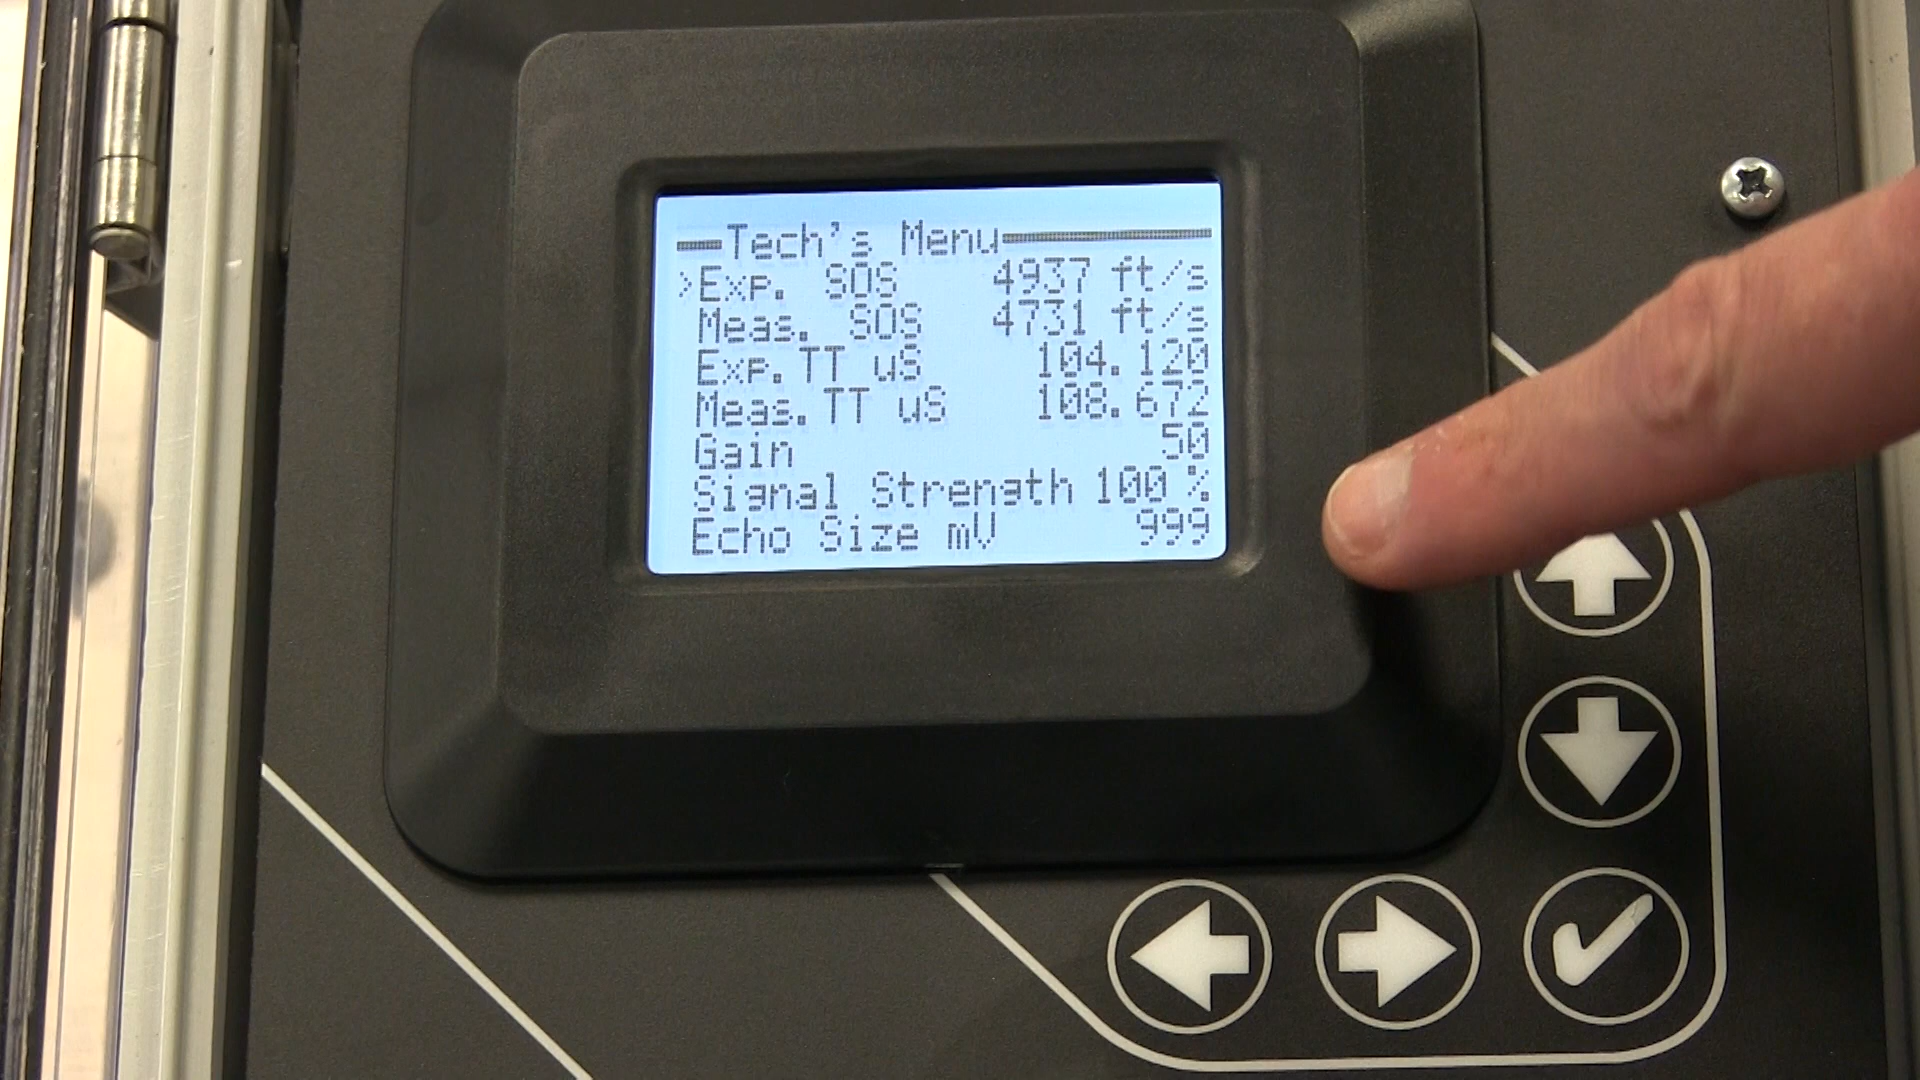 Tech's Menu
>Exp. SOS 4937 ft/s
Meas. SOS 4731 ft/s
Exp.TT uS 104.120
Meas.TT uS 108.672
Gain 50
Signal Strength 100 %
Echo Size mV 999